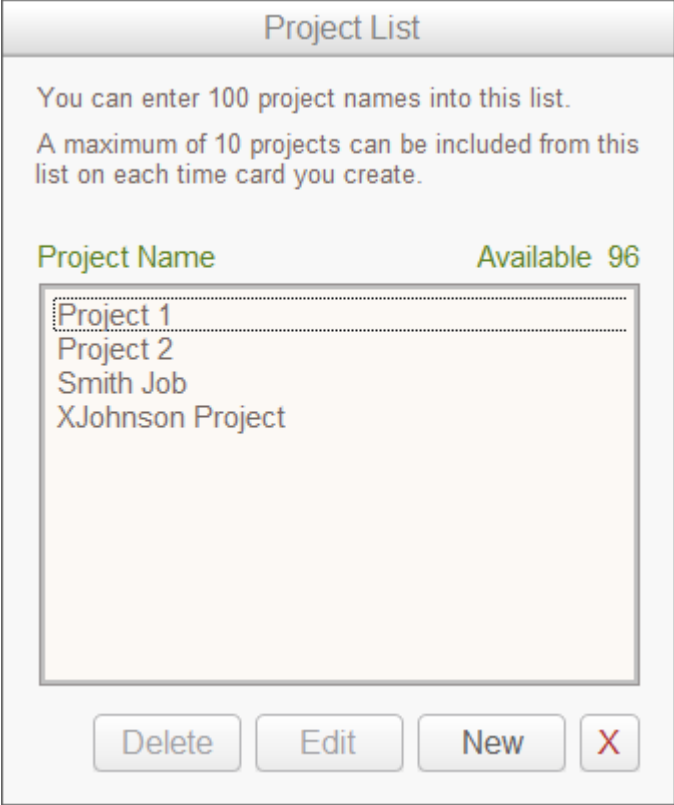 Project List
You can enter 100 project names into this list.
A maximum of 10 projects can be included from this
list on each time card you create.
Project Name Available 96
Project 1
Project 2
Smith Job
XJohnson Project
Delete Edit New X